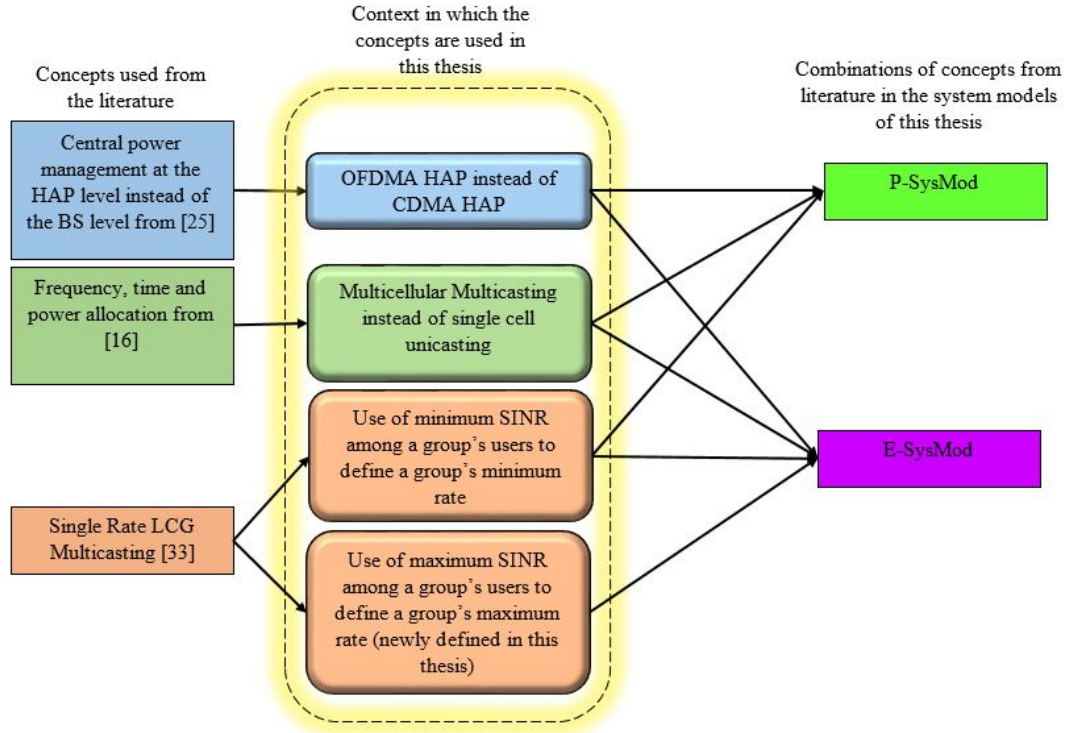 Concepts used from
the literature
Central power
management at the
HAP level instead of
the BS level from [25]
Frequency, time and
power allocation from
[16]
Single Rate LCG
Multicasting [33]
Context in which the
concepts are used in
this thesis
OFDMA HAP instead of
CDMA HAP
Multicellular Multicasting
instead of single cell
unicasting
Use of minimum SINR
among a group’s users to
define a group’s minimum
rate
Use of maximum SINR
among a group’s users to
define a group’s maximum
rate (newly defined in this
thesis)
Combinations of concepts from
literature in the system models
of this thesis
P-SysMod
E-SysMod